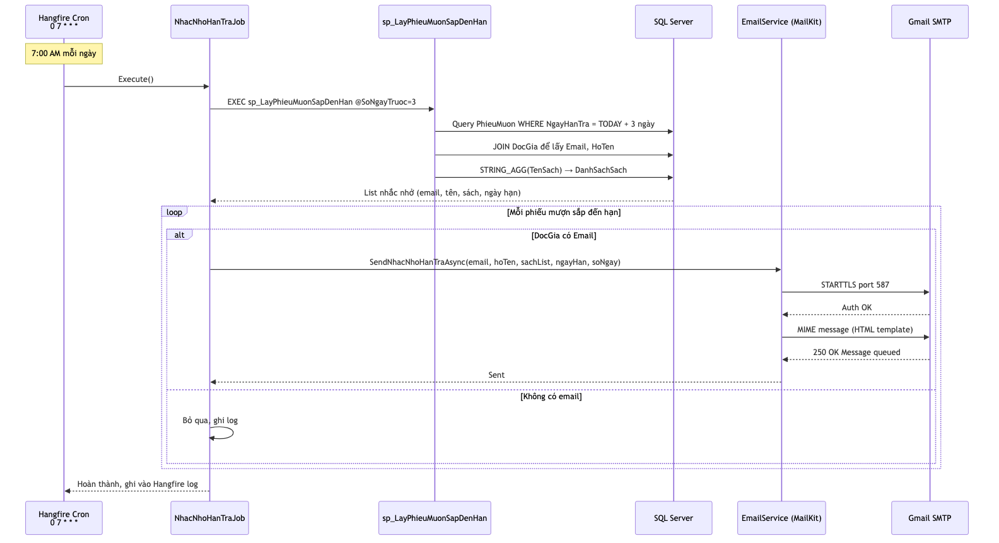 Hangfire Cron
0 7 * * *
NhacNhoHanTraJob
sp_LayPhieuMuonSapDenHan
SQL Server
EmailService (MailKit)
Gmail SMTP
7:00 AM mỗi ngày
Execute()
EXEC sp_LayPhieuMuonSapDenHan @SoNgayTruoc=3
Query PhieuMuon WHERE NgayHanTra = TODAY + 3 ngày
JOIN DocGia để lấy Email, HoTen
STRING_AGG(TenSach) → DanhSachSach
List nhắc nhở (email, tên, sách, ngày hạn)
loop
[Mỗi phiếu mượn sắp đến hạn]
alt
[DocGia có Email]
SendNhacNhoHanTraAsync(email, hoTen, sachList, ngayHan, soNgay)
STARTTLS port 587
Auth OK
MIME message (HTML template)
250 OK Message queued
Sent
[Không có email]
Bỏ qua, ghi log
Hoàn thành, ghi vào Hangfire log
Hangfire Cron
0 7 * * *
NhacNhoHanTraJob
sp_LayPhieuMuonSapDenHan
SQL Server
EmailService (MailKit)
Gmail SMTP